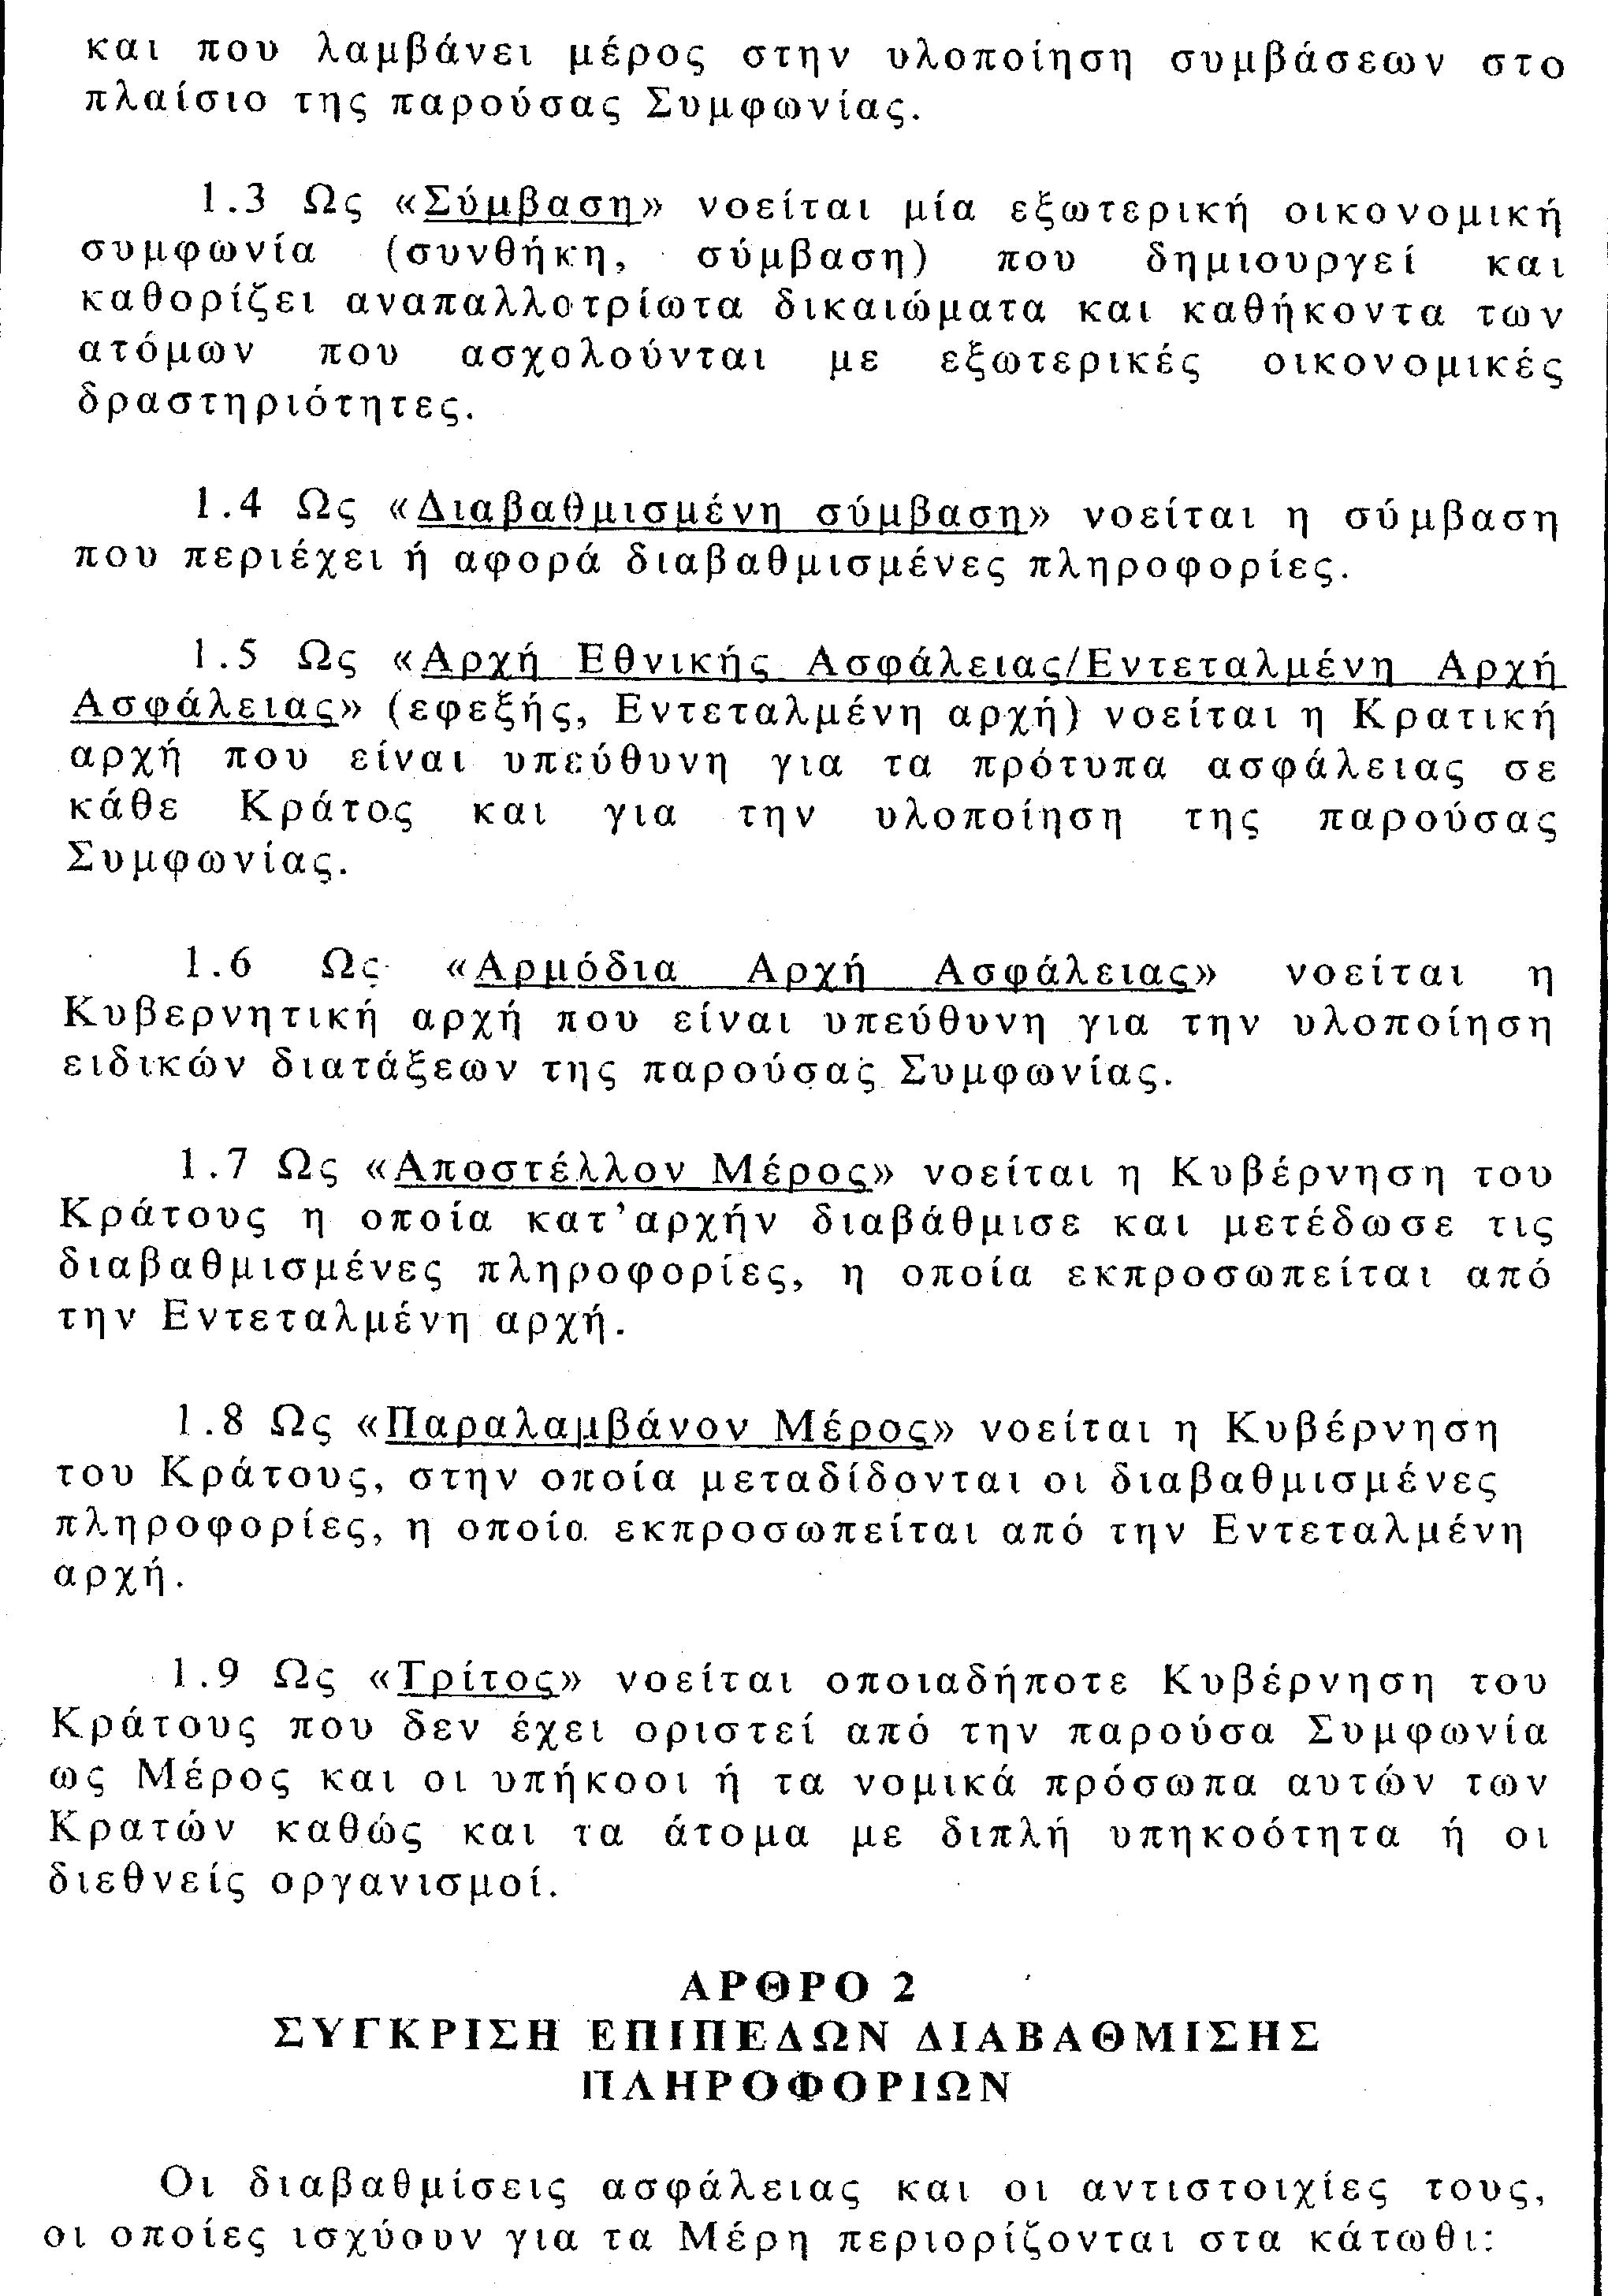 και που λαμβάνει μέρος στην υλοποίηση συμβάσεων στο
πλαίσιο της παρούσας Συμφωνίας.
1.3 Ως «Σύμβαση» νοείται μία εξωτερική οικονομική
συμφωνία (συνθήκη, σύμβαση) που δημιουργεί και
καθορίζει αναπαλλοτρίωτα δικαιώματα και καθήκοντα των
ατόμων που ασχολούνται με εξωτερικές οικονομικές
δραστηριότητες.
1.4 Ως «Διαβαθμισμένη σύμβαση» νοείται η σύμβαση
που περιέχει ή αφορά διαβαθμισμένες πληροφορίες.
1.5 Ως «Αρχή Εθνικής Ασφάλειας/Εντεταλμένη Αρχή
Ασφάλειας» (εφεξής, Εντεταλμένη αρχή) νοείται η Κρατική
αρχή που είναι υπεύθυνη για τα πρότυπα ασφάλειας σε
κάθε Κράτος και για την υλοποίηση της παρούσας
Συμφωνίας.
1.6 Ως «Αρμόδια Αρχή Ασφάλειας» νοείται η
Κυβερνητική αρχή που είναι υπεύθυνη για την υλοποίηση
ειδικών διατάξεων της παρούσας Συμφωνίας.
1.7 Ως «Αποστέλλον Μέρος» νοείται η Κυβέρνηση του
Κράτους η οποία κατ’αρχήν διαβάθμισε και μετέδωσε τις
διαβαθμισμένες πληροφορίες, η οποία εκπροσωπείται από
την Εντεταλμένη αρχή.
1.8 Ως «Παραλαμβάνον Μέρος» νοείται η Κυβέρνηση
του Κράτους, στην οποία μεταδίδονται οι διαβαθμισμένες
πληροφορίες, η οποία εκπροσωπείται από την Εντεταλμένη
αρχή.
1.9 Ως «Τρίτος» νοείται οποιαδήποτε Κυβέρνηση του
Κράτους που δεν έχει οριστεί από την παρούσα Συμφωνία
ως Μέρος και οι υπήκοοι ή τα νομικά πρόσωπα αυτών των
Κρατών καθώς και τα άτομα με διπλή υπηκοότητα ή οι
διεθνείς οργανισμοί.
ΑΡΘΡΟ 2
ΣΥΓΚΡΙΣΗ ΕΠΙΠΕΔΩΝ ΔΙΑΒΑΘΜΙΣΗΣ
ΠΛΗΡΟΦΟΡΙΩΝ
Οι διαβαθμίσεις ασφάλειας και οι αντιστοιχίες τους,
οι οποίες ισχύουν για τα Μέρη περιορίζονται στα κάτωθι: